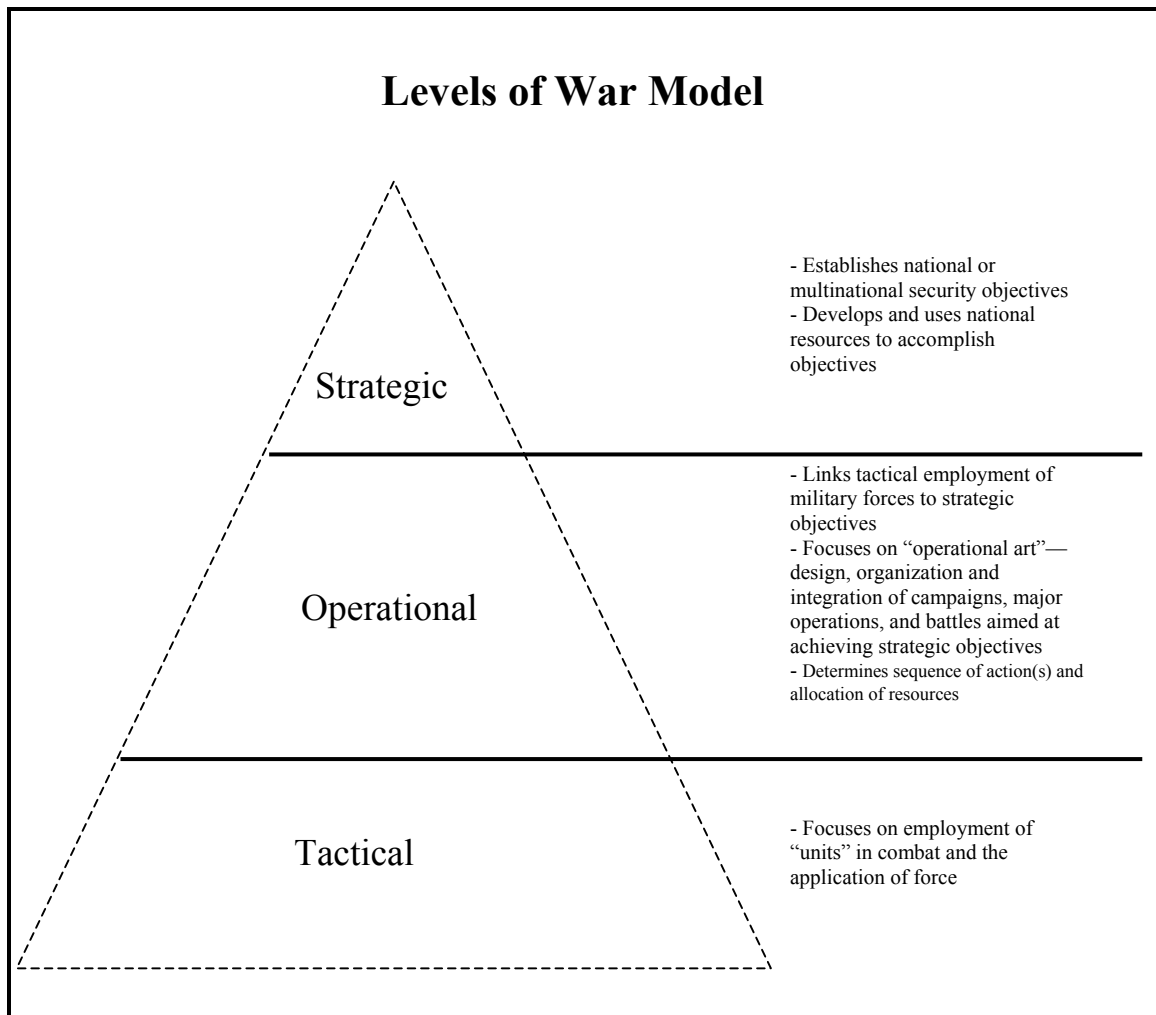 Levels of War Model
Strategic
- Establishes national or
multinational security objectives
- Develops and uses national
resources to accomplish
objectives
Operational
- Links tactical employment of
military forces to strategic
objectives
- Focuses on “operational art”—
design, organization and
integration of campaigns, major
operations, and battles aimed at
achieving strategic objectives
- Determines sequence of action(s) and
allocation of resources
Tactical
- Focuses on employment of
“units” in combat and the
application of force